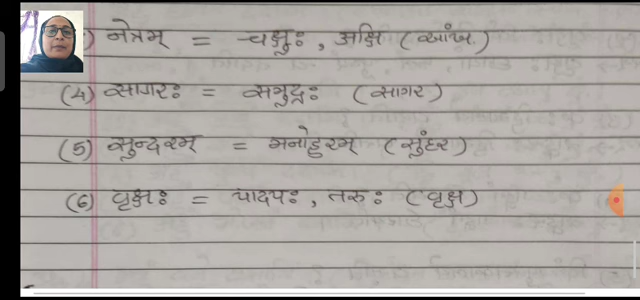 ) नेत्रम् = चक्षुः, अक्षि (आंख)
(4) सागरः = समुद्रः (सागर)
(5) सुन्दरम् = मनोहरम् (सुंदर)
(6) वृक्षः = पादपः, तरुः (वृक्ष)